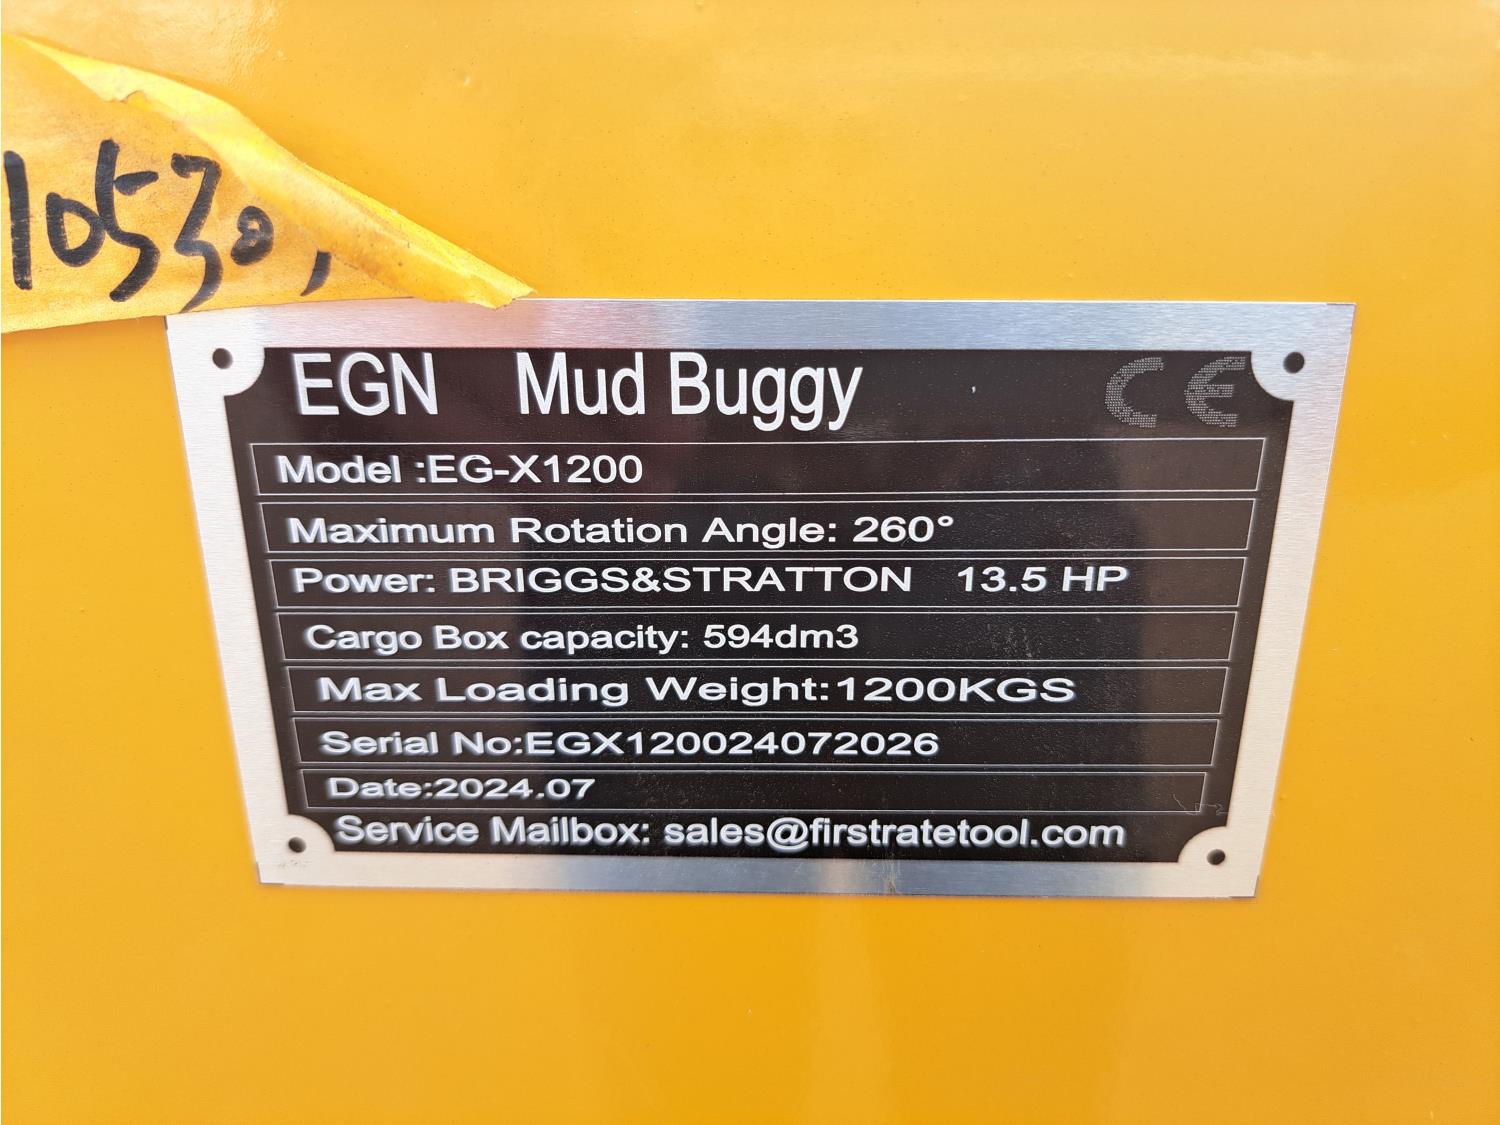 10530,
EGN Mud Buggy CE
Model :EG-X1200
Maximum Rotation Angle: 260°
Power: BRIGGS&STRATTON 13.5 HP
Cargo Box capacity: 594dm3
Max Loading Weight:1200KGS
Serial No:EGX120024072026
Date:2024.07
Service Mailbox: sales@firstratetool.com